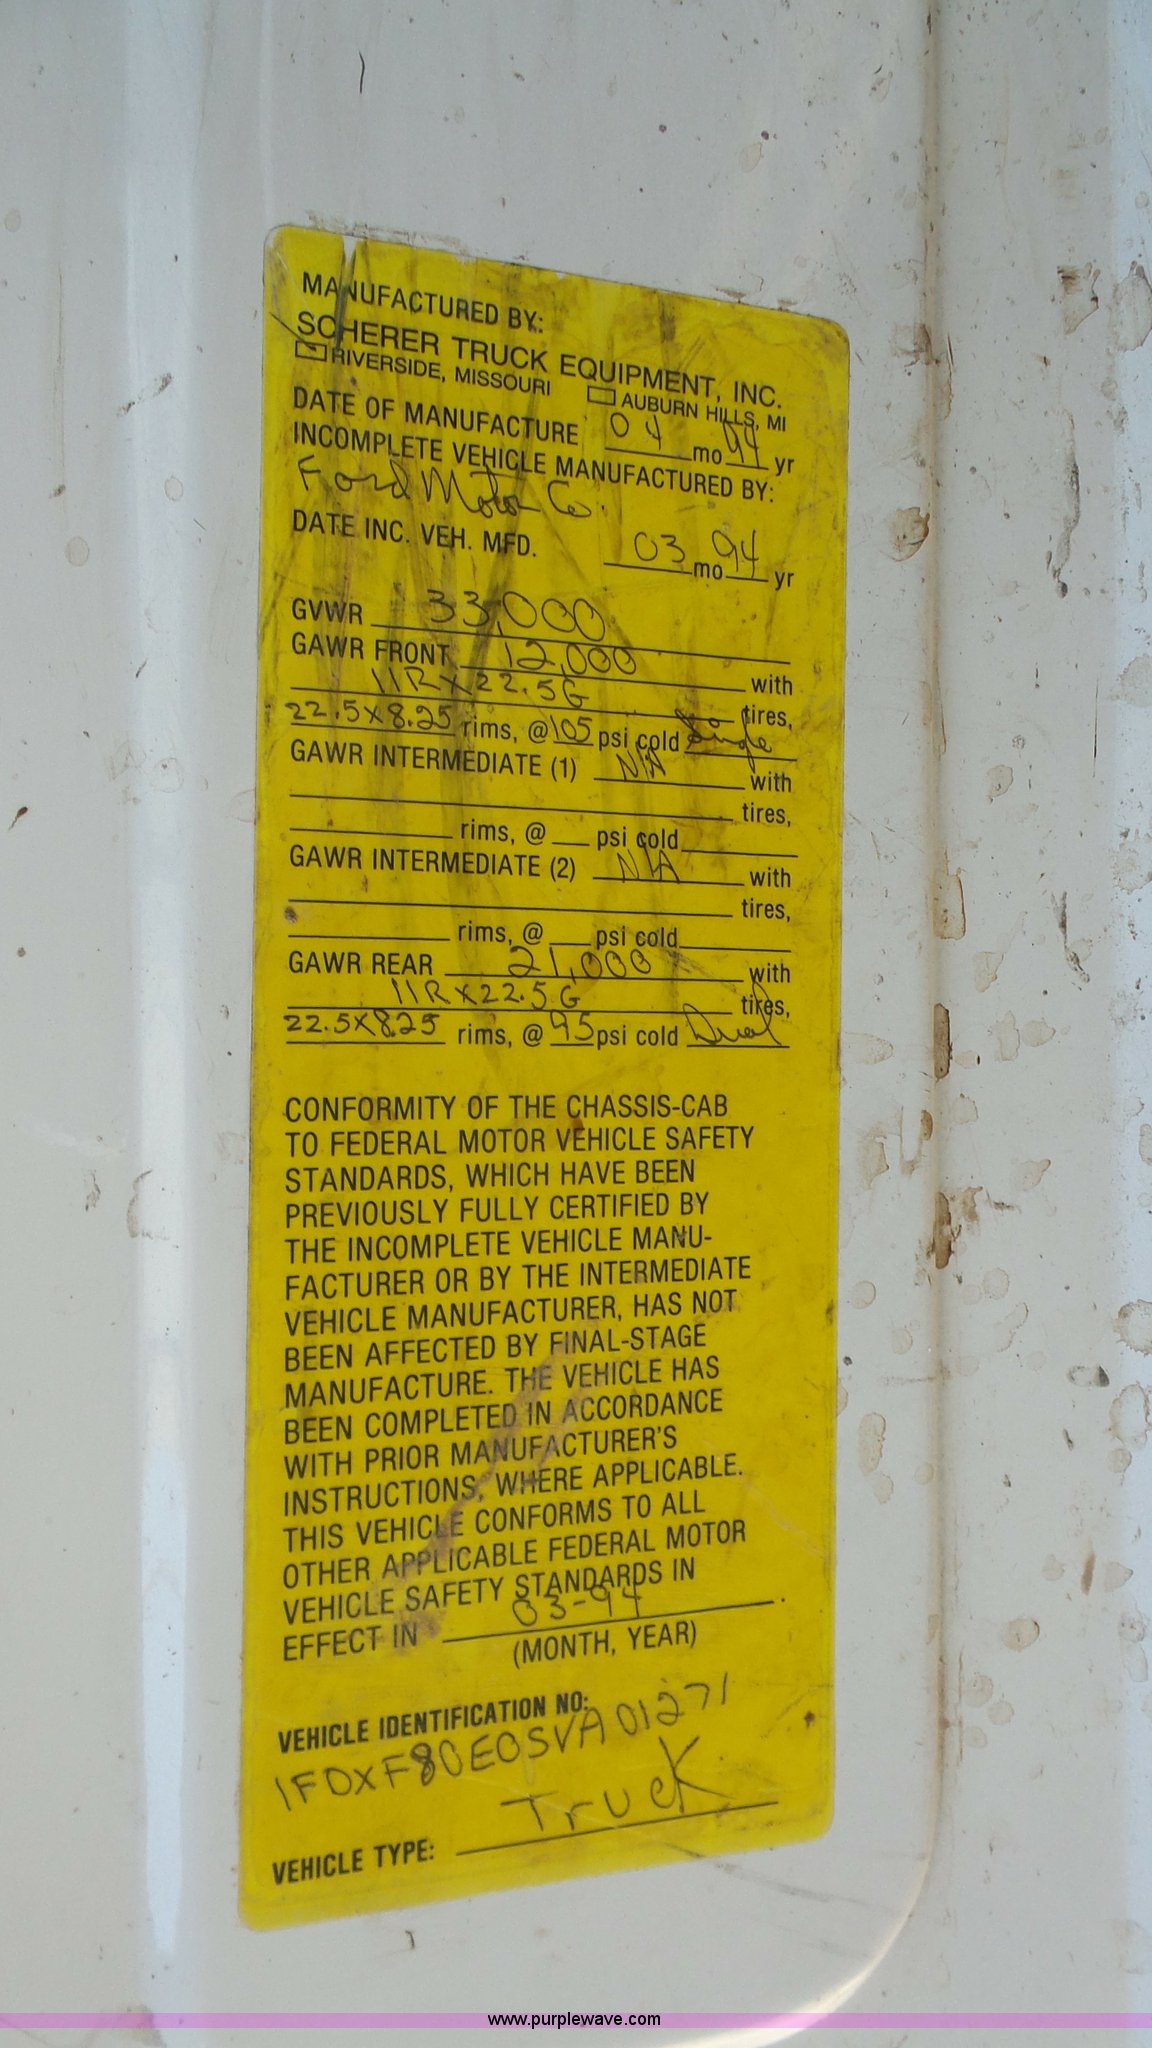 MANUFACTURED BY:
SCHERER TRUCK EQUIPMENT, INC.
RIVERSIDE, MISSOURI AUBURN HILLS, MI
DATE OF MANUFACTURE 04 mo 94 yr
INCOMPLETE VEHICLE MANUFACTURED BY:
Ford Motor Co.
DATE INC. VEH. MFD. 03 mo 94 yr
GVWR 33,000
GAWR FRONT 12,000 with
11R X 22.5 G tires,
22.5 X 8.25 rims, @ 105 psi cold Single
GAWR INTERMEDIATE (1) N/A with
tires,
rims, @ psi cold
GAWR INTERMEDIATE (2) N/A with
tires,
rims, @ psi cold
GAWR REAR 21,000 with
11R X 22.5 G tires,
22.5 X 8.25 rims, @ 95 psi cold Dual
CONFORMITY OF THE CHASSIS-CAB
TO FEDERAL MOTOR VEHICLE SAFETY
STANDARDS, WHICH HAVE BEEN
PREVIOUSLY FULLY CERTIFIED BY
THE INCOMPLETE VEHICLE MANU-
FACTURER OR BY THE INTERMEDIATE
VEHICLE MANUFACTURER, HAS NOT
BEEN AFFECTED BY FINAL-STAGE
MANUFACTURE. THE VEHICLE HAS
BEEN COMPLETED IN ACCORDANCE
WITH PRIOR MANUFACTURER'S
INSTRUCTIONS, WHERE APPLICABLE.
THIS VEHICLE CONFORMS TO ALL
OTHER APPLICABLE FEDERAL MOTOR
VEHICLE SAFETY STANDARDS IN
EFFECT IN 03-94.
(MONTH, YEAR)
VEHICLE IDENTIFICATION NO:
1FDXF80E0SVA01271
VEHICLE TYPE: Truck
www.purplewave.com